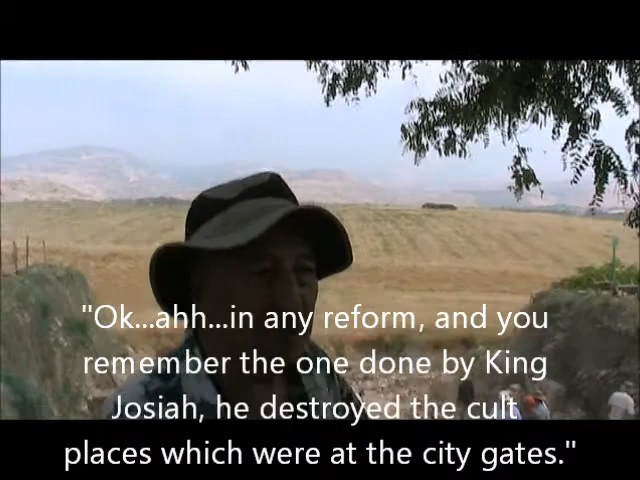 "Ok...ahh...in any reform, and you
remember the one done by King
Josiah, he destroyed the cult
places which were at the city gates."